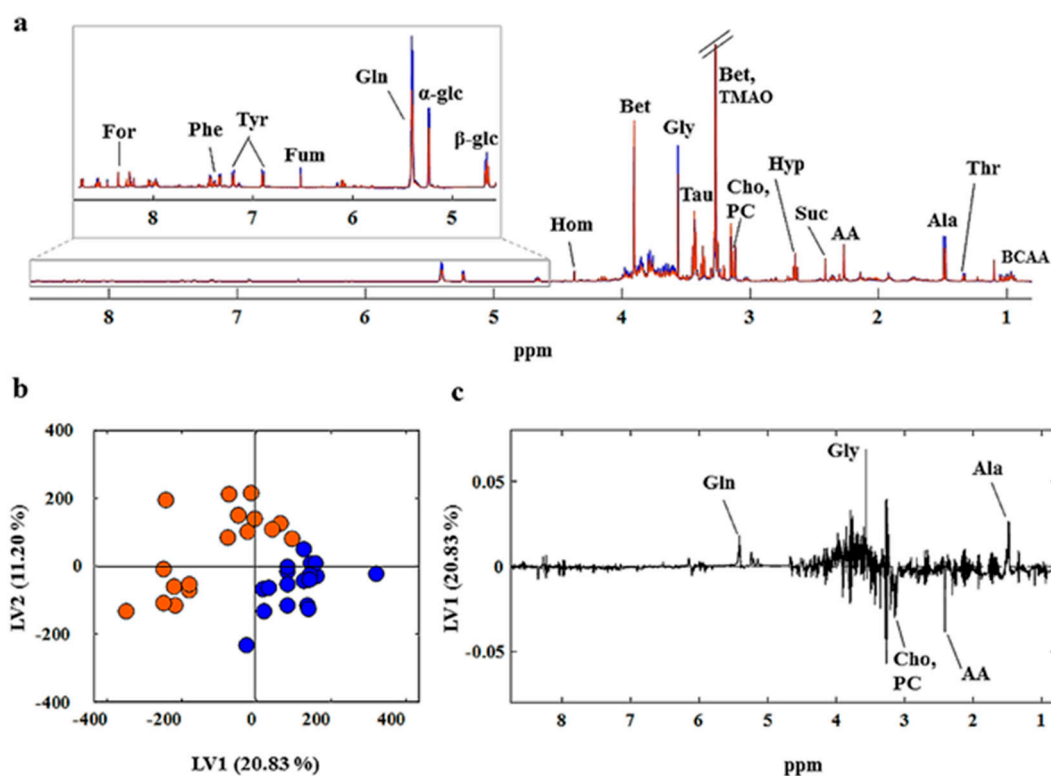 a
For
Phe
Tyr
Fum
Gln
α-glc
β-glc
8 7 6 5
Hom
Bet
Gly
Tau
Bet,
TMAO
Cho,
PC
Hyp
Suc
AA
Ala
Thr
BCAA
8 7 6 5 4 3 2 1
ppm
b
400
200
0
-200
-400
LV2 (11.20 %)
-400 -200 0 200 400
LV1 (20.83 %)
c
0.05
0
-0.05
LV1 (20.83 %)
Gln
Gly
Ala
Cho,
PC
AA
8 7 6 5 4 3 2 1
ppm